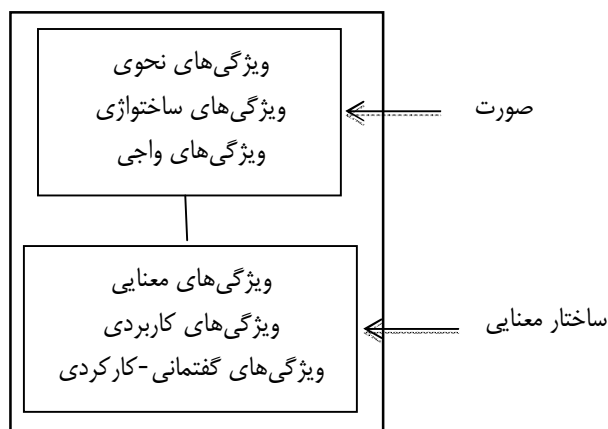 ویژگی‌های نحوی
ویژگی‌های ساختواژی
ویژگی‌های واجی
صورت
ویژگی‌های معنایی
ویژگی‌های کاربردی
ویژگی‌های گفتمانی-کارکردی
ساختار معنایی